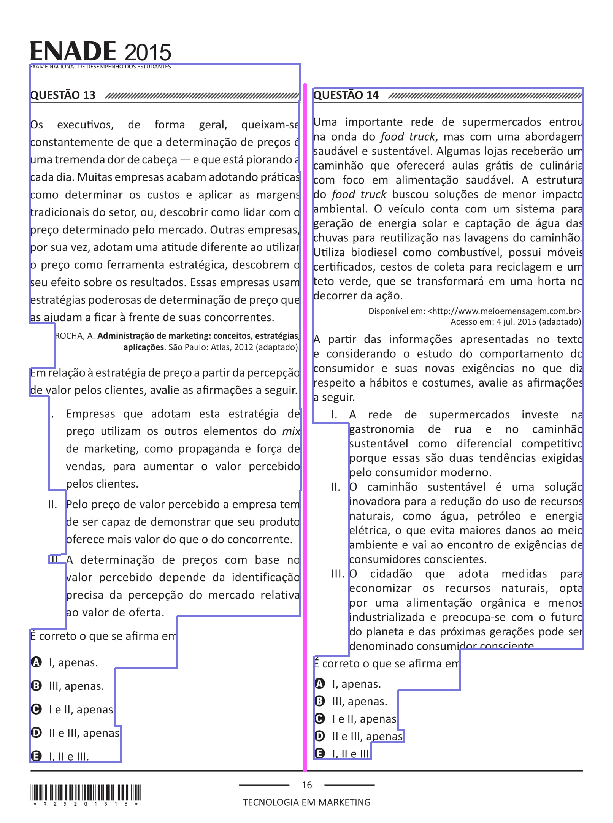 ENADE 2015
EXAME NACIONAL DE DESEMPENHO DOS ESTUDANTES
QUESTÃO 13
Os executivos, de forma geral, queixam-se
constantemente de que a determinação de preços é
uma tremenda dor de cabeça — e que está piorando a
cada dia. Muitas empresas acabam adotando práticas
como determinar os custos e aplicar as margens
tradicionais do setor, ou, descobrir como lidar com o
preço determinado pelo mercado. Outras empresas,
por sua vez, adotam uma atitude diferente ao utilizar
o preço como ferramenta estratégica, descobrem o
seu efeito sobre os resultados. Essas empresas usam
estratégias poderosas de determinação de preço que
as ajudam a ficar à frente de suas concorrentes.
ROCHA, A. Administração de marketing: conceitos, estratégias,
aplicações. São Paulo: Atlas, 2012 (adaptado)
Em relação à estratégia de preço a partir da percepção
de valor pelos clientes, avalie as afirmações a seguir.
I. Empresas que adotam esta estratégia de
preço utilizam os outros elementos do mix
de marketing, como propaganda e força de
vendas, para aumentar o valor percebido
pelos clientes.
II. Pelo preço de valor percebido a empresa tem
de ser capaz de demonstrar que seu produto
oferece mais valor do que o do concorrente.
III. A determinação de preços com base no
valor percebido depende da identificação
precisa da percepção do mercado relativa
ao valor de oferta.
É correto o que se afirma em
A I, apenas.
B III, apenas.
C I e II, apenas
D II e III, apenas
E I, II e III.
QUESTÃO 14
Uma importante rede de supermercados entrou
na onda do food truck, mas com uma abordagem
saudável e sustentável. Algumas lojas receberão um
caminhão que oferecerá aulas grátis de culinária
com foco em alimentação saudável. A estrutura
do food truck buscou soluções de menor impacto
ambiental. O veículo conta com um sistema para
geração de energia solar e captação de água das
chuvas para reutilização nas lavagens do caminhão.
Utiliza biodiesel como combustível, possui móveis
certificados, cestos de coleta para reciclagem e um
teto verde, que se transformará em uma horta no
decorrer da ação.
Disponível em: <http://www.meioemensagem.com.br>
Acesso em: 4 jul. 2015 (adaptado)
A partir das informações apresentadas no texto
e considerando o estudo do comportamento do
consumidor e suas novas exigências no que diz
respeito a hábitos e costumes, avalie as afirmações
a seguir.
I. A rede de supermercados investe na
gastronomia de rua e no caminhão
sustentável como diferencial competitivo
porque essas são duas tendências exigidas
pelo consumidor moderno.
II. O caminhão sustentável é uma solução
inovadora para a redução do uso de recursos
naturais, como água, petróleo e energia
elétrica, o que evita maiores danos ao meio
ambiente e vai ao encontro de exigências de
consumidores conscientes.
III. O cidadão que adota medidas para
economizar os recursos naturais, opta
por uma alimentação orgânica e menos
industrializada e preocupa-se com o futuro
do planeta e das próximas gerações pode ser
denominado consumidor consciente.
É correto o que se afirma em
A I, apenas.
B III, apenas.
C I e II, apenas
D II e III, apenas
E I, II e III
16
TECNOLOGIA EM MARKETING